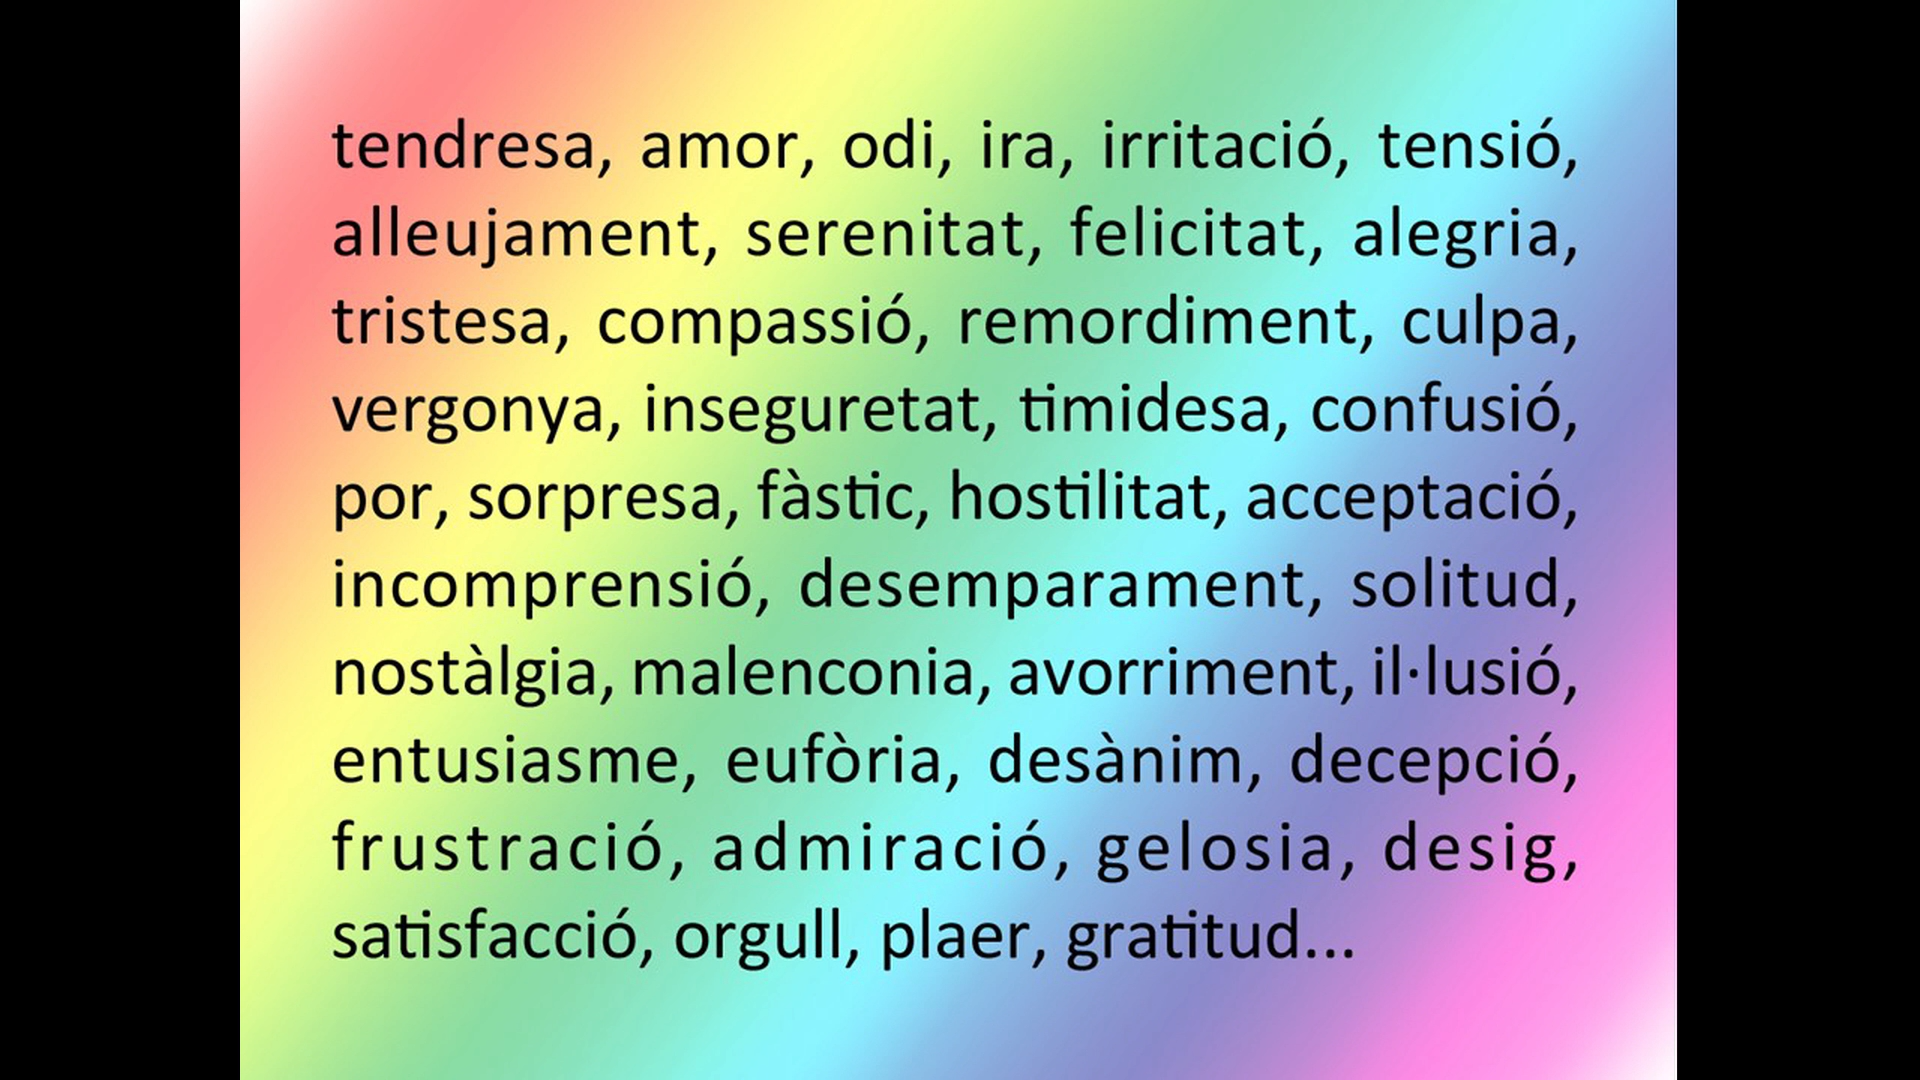 tendresa, amor, odi, ira, irritació, tensió,
alleujament, serenitat, felicitat, alegria,
tristesa, compassió, remordiment, culpa,
vergonya, inseguretat, timidesa, confusió,
por, sorpresa, fàstic, hostilitat, acceptació,
incomprensió, desemparament, solitud,
nostàlgia, malenconia, avorriment, il·lusió,
entusiasme, eufòria, desànim, decepció,
frustració, admiració, gelosia, desig,
satisfacció, orgull, plaer, gratitud...